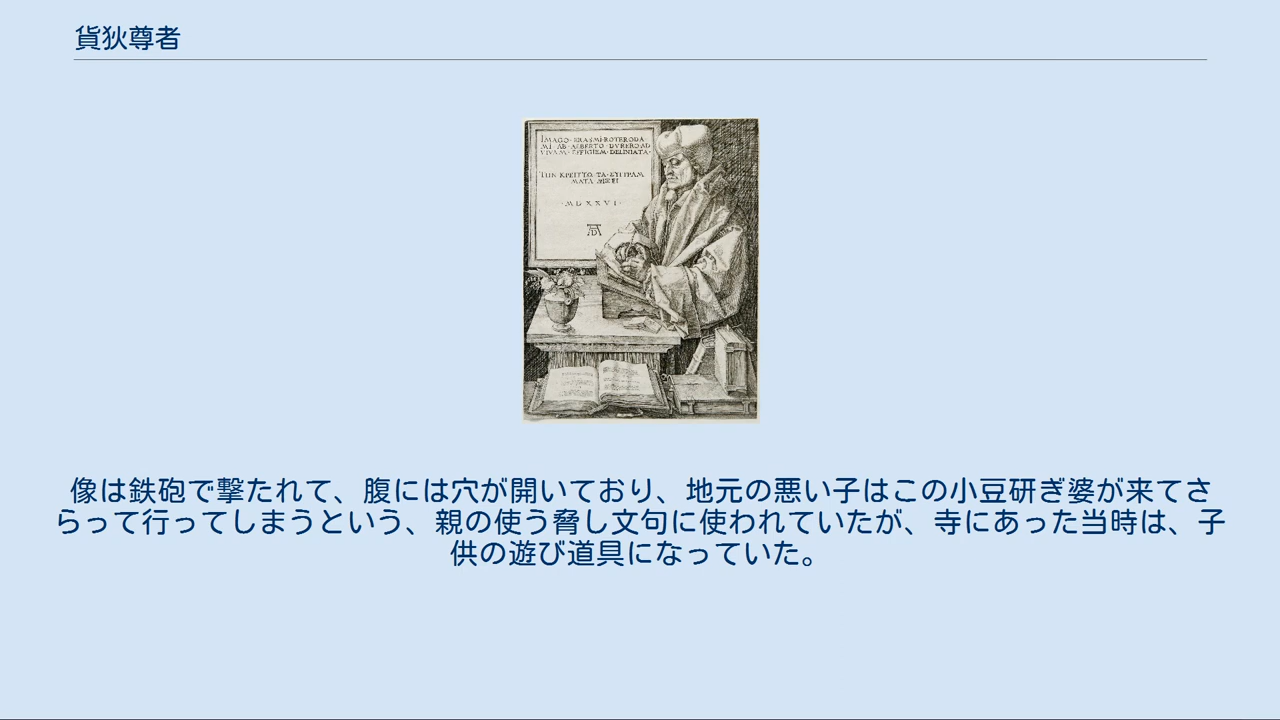 貨狄尊者
IMAGO · ERASMI · ROTERODA
MI · AB · ALBERTO · DVRERO · AD
VIVAM · EFFIGIEM · DELINIATA ·
ΤΗΝ ΚΡΕΙΤΤΩ ΤΑ ΣΥΓΓΡΑΜ
ΜΑΤΑ
· M D X X V I ·
AD
像は鉄砲で撃たれて、腹には穴が開いており、地元の悪い子はこの小豆研ぎ婆が来てさ
らって行ってしまうという、親の使う脅し文句に使われていたが、寺にあった当時は、子
供の遊び道具になっていた。